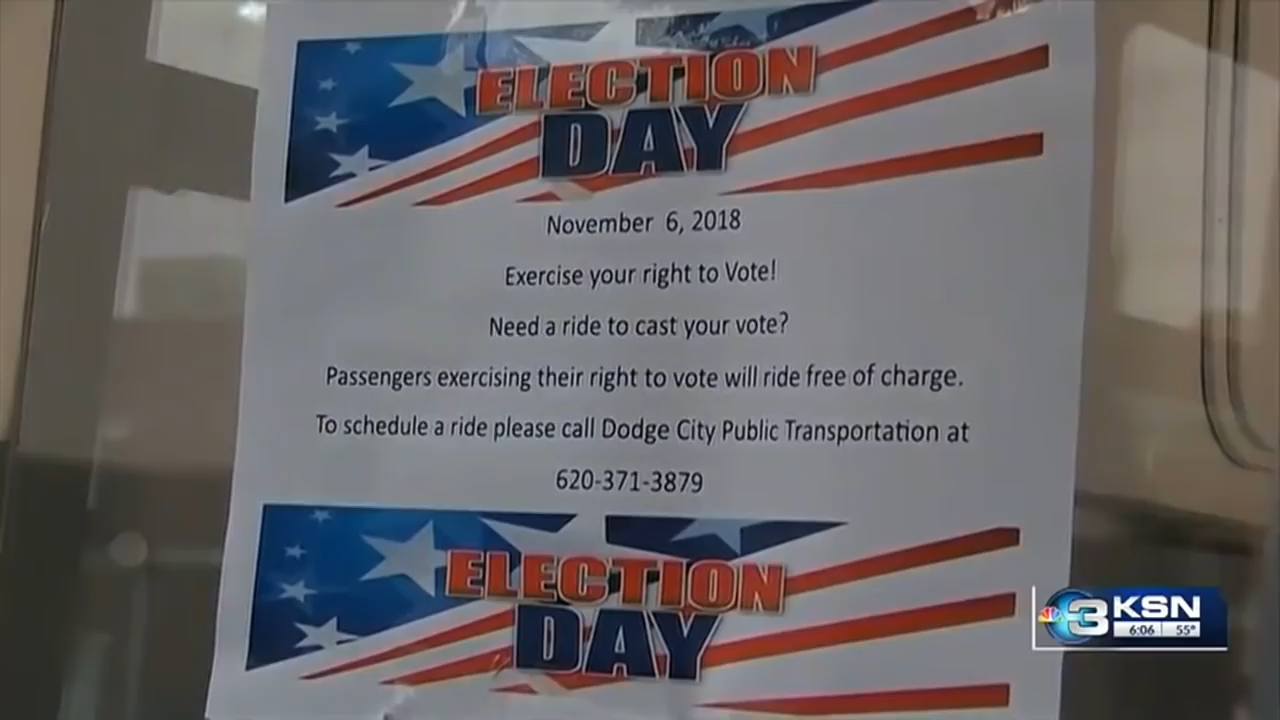 ELECTION
DAY
November 6, 2018
Exercise your right to Vote!
Need a ride to cast your vote?
Passengers exercising their right to vote will ride free of charge.
To schedule a ride please call Dodge City Public Transportation at
620-371-3879
ELECTION
DAY
3 KSN
6:06 55°